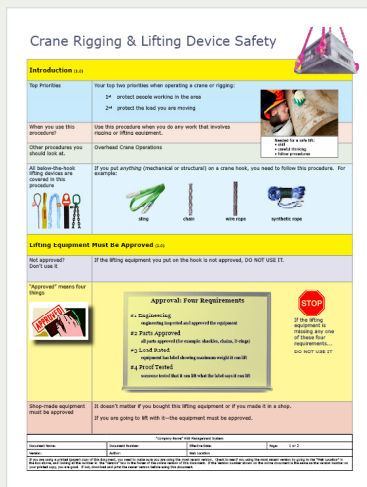 Crane Rigging & Lifting Device Safety
Introduction (1.0)
Top Priorities
Your top two priorities when operating a crane or rigging:
1st protect people working in the area
2nd protect the load you are moving
When you use this
procedure?
Use this procedure when you do any work that involves
rigging or lifting equipment.
Needed for a safe lift:
• skill
• careful thinking
• follow procedures
Other procedures you
should look at.
Overhead Crane Operations
All below-the-hook
lifting devices are
covered in this
procedure
If you put anything (mechanical or structural) on a crane hook, you need to follow this procedure. For
example:
sling
chain
wire rope
synthetic rope
Lifting Equipment Must Be Approved (2.0)
Not approved?
Don't use it
If the lifting equipment you put on the hook is not approved, DO NOT USE IT.
"Approved" means four
things
APPROVED!
Approval: Four Requirements
#1 Engineering
engineering inspected and approved the equipment
#2 Parts Approved
all parts approved (for example: shackles, chains, D-rings)
#3 Load Rated
equipment has label showing maximum weight it can lift
#4 Proof Tested
someone tested that it can lift what the label says it can lift
STOP
If the lifting
equipment is
missing any one
of these four
requirements...
DO NOT USE IT
Shop-made equipment
must be approved
It doesn't matter if you bought this lifting equipment or if you made it in a shop.
If you are going to lift with it—the equipment must be approved.
"Company Name" H&S Management System
Document Name:
Document Number:
Effective Date:
Page: 1 of 2
Version:
Author:
Web Location: